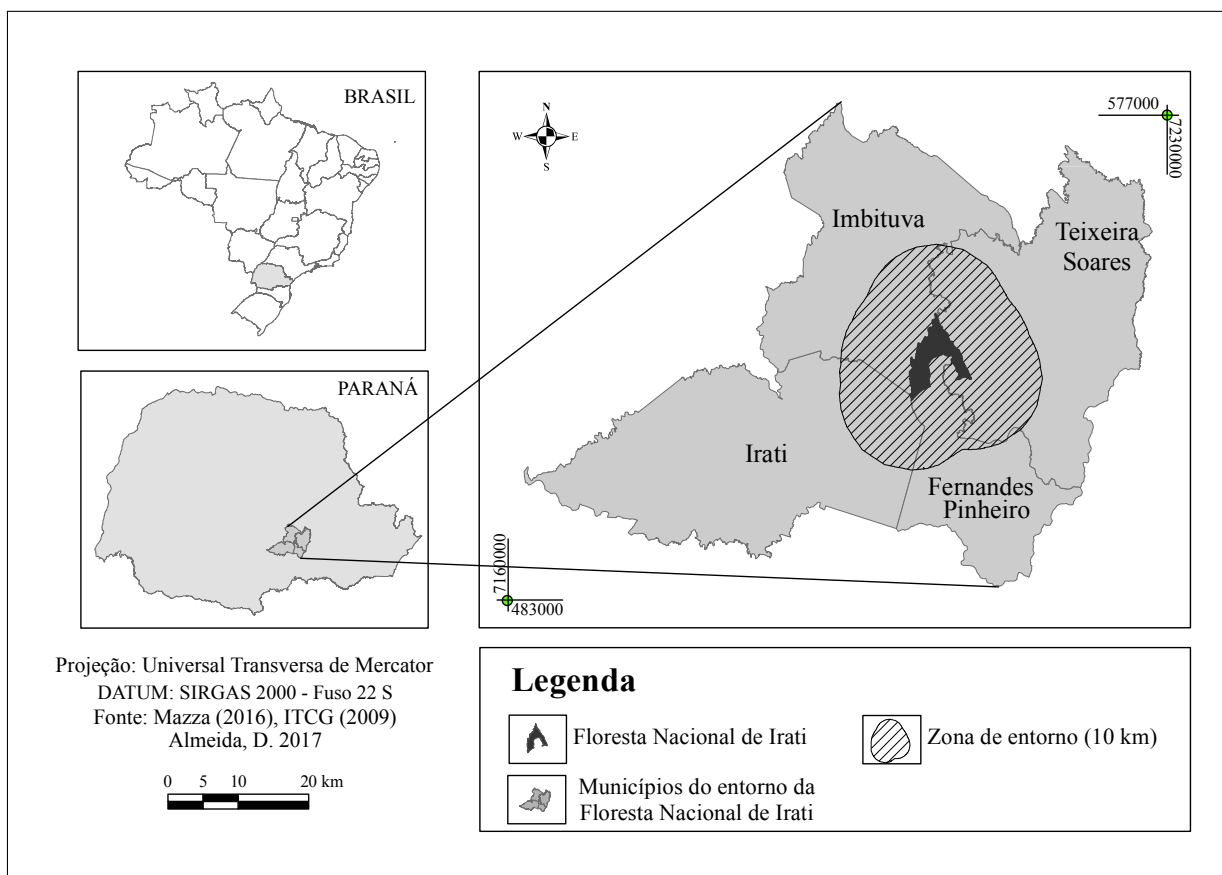 BRASIL
PARANÁ
N
W E
S
577000
7230000
Imbituva
Teixeira
Soares
Irati
Fernandes
Pinheiro
7160000
483000
Projeção: Universal Transversa de Mercator
DATUM: SIRGAS 2000 - Fuso 22 S
Fonte: Mazza (2016), ITCG (2009)
Almeida, D. 2017
0 5 10 20 km
Legenda
Floresta Nacional de Irati
Zona de entorno (10 km)
Municípios do entorno da
Floresta Nacional de Irati